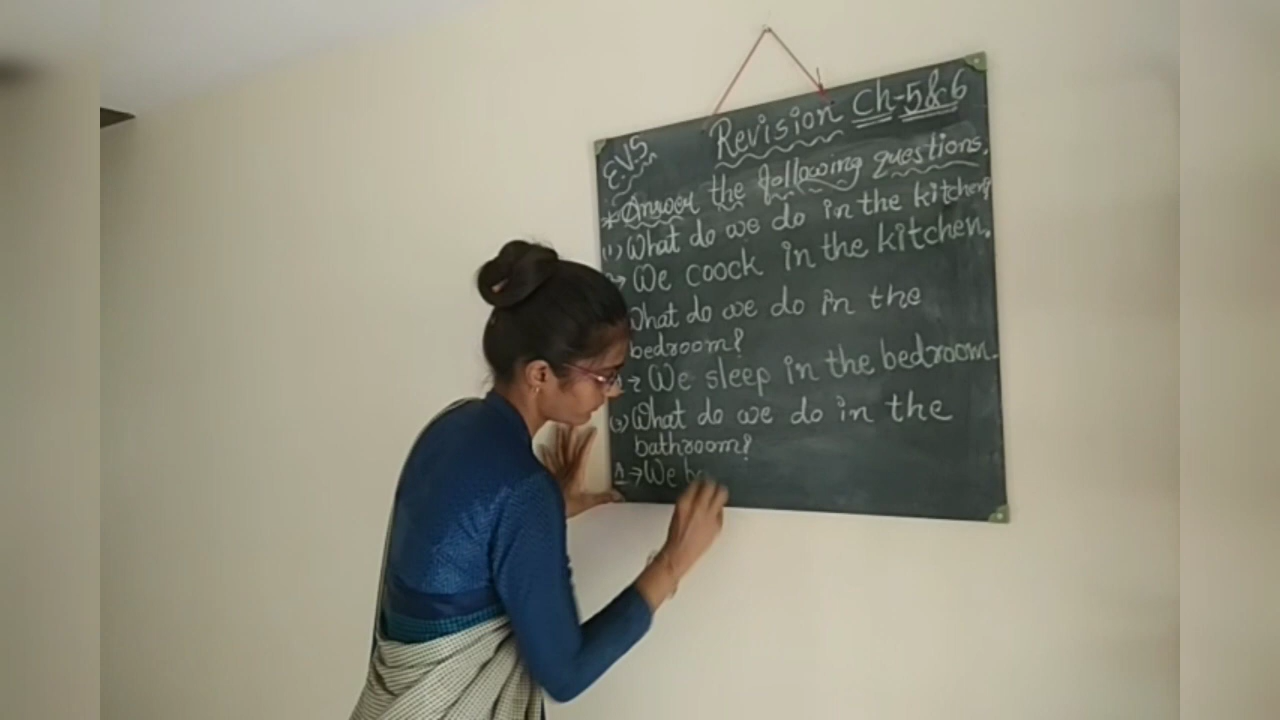 E.V.S Revision Ch-5&6
*Answer the following questions.
(1) What do we do in the kitchen?
→ We coock in the kitchen.
What do we do in the
bedroom?
A→ We sleep in the bedroom.
(3) What do we do in the
bathroom?
A→ We